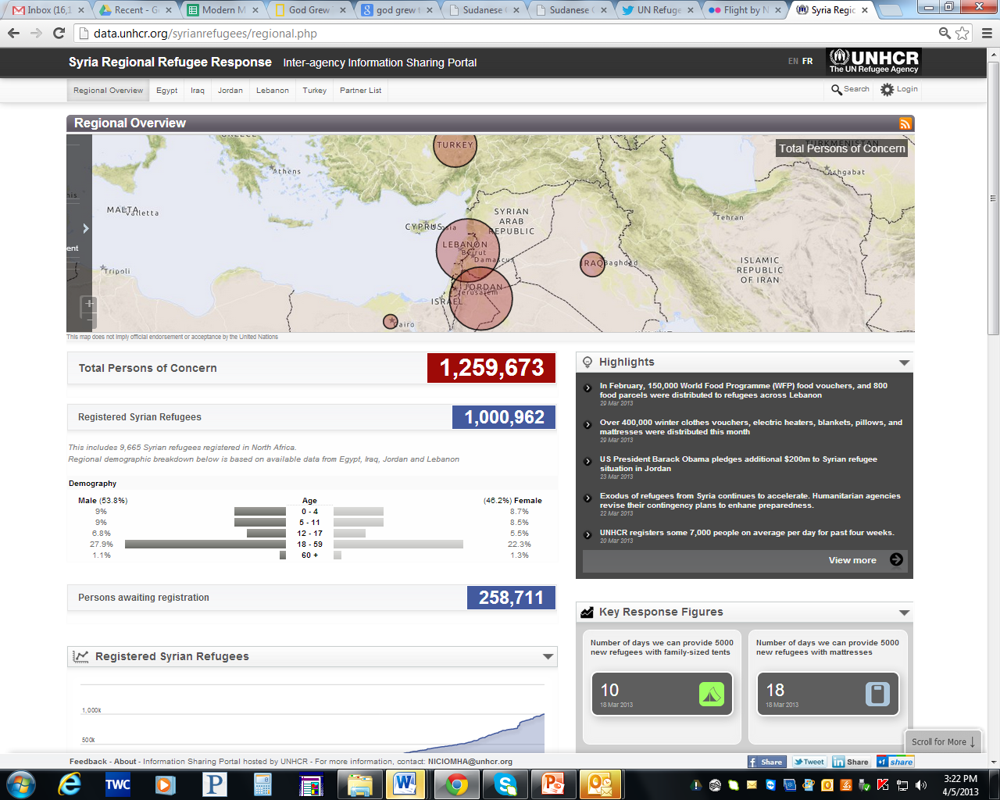 Inbox (16,1
Recent - G
Modern M
God Grew
god grew t
Sudanese
Sudanese
UN Refuge
Flight by N
Syria Regio
data.unhcr.org/syrianrefugees/regional.php
Syria Regional Refugee Response Inter-agency Information Sharing Portal
EN FR
UNHCR
The UN Refugee Agency
Regional Overview Egypt Iraq Jordan Lebanon Turkey Partner List
Search Login
Regional Overview
Total Persons of Concern
TURKEY
TURKMENISTAN
Athens
Ashgabat
MALTA
Valletta
SYRIAN
ARAB
REPUBLIC
Tehran
CYPRUS
LEBANON
Beirut
Damascus
IRAQ
Baghdad
ISLAMIC
REPUBLIC
OF IRAN
ent
Tripoli
JORDAN
Jerusalem
ISRAEL
Cairo
This map does not imply official endorsement or acceptance by the United Nations
Total Persons of Concern 1,259,673
Registered Syrian Refugees 1,000,962
This includes 9,665 Syrian refugees registered in North Africa.
Regional demographic breakdown below is based on available data from Egypt, Iraq, Jordan and Lebanon
Demography
Male (53.8%) Age (46.2%) Female
9% 0 - 4 8.7%
9% 5 - 11 8.5%
6.8% 12 - 17 5.5%
27.9% 18 - 59 22.3%
1.1% 60 + 1.3%
Persons awaiting registration 258,711
Registered Syrian Refugees
1,000k
500k
Highlights
In February, 150,000 World Food Programme (WFP) food vouchers, and 800
food parcels were distributed to refugees across Lebanon
29 Mar 2013
Over 400,000 winter clothes vouchers, electric heaters, blankets, pillows, and
mattresses were distributed this month
29 Mar 2013
US President Barack Obama pledges additional $200m to Syrian refugee
situation in Jordan
23 Mar 2013
Exodus of refugees from Syria continues to accelerate. Humanitarian agencies
revise their contingency plans to enhane preparedness.
22 Mar 2013
UNHCR registers some 7,000 people on average per day for past four weeks.
20 Mar 2013
View more
Key Response Figures
Number of days we can provide 5000
new refugees with family-sized tents
10
18 Mar 2013
Number of days we can provide 5000
new refugees with mattresses
18
18 Mar 2013
Scroll for More ↓
Feedback - About - Information Sharing Portal hosted by UNHCR - For more information, contact: NICIOMHA@unhcr.org
Share Tweet Share +1 share
TWC
3:22 PM
4/5/2013